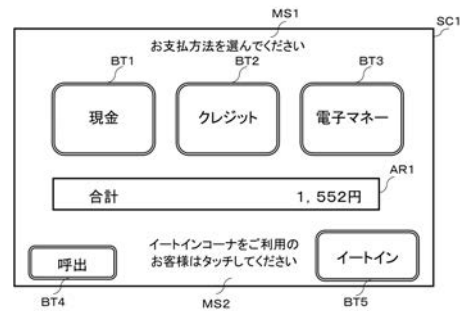 MS1
SC1
お支払方法を選んでください
BT1
BT2
BT3
現金
クレジット
電子マネー
AR1
合計 1,552円
イートインコーナをご利用の
お客様はタッチしてください
呼出
イートイン
BT4
MS2
BT5